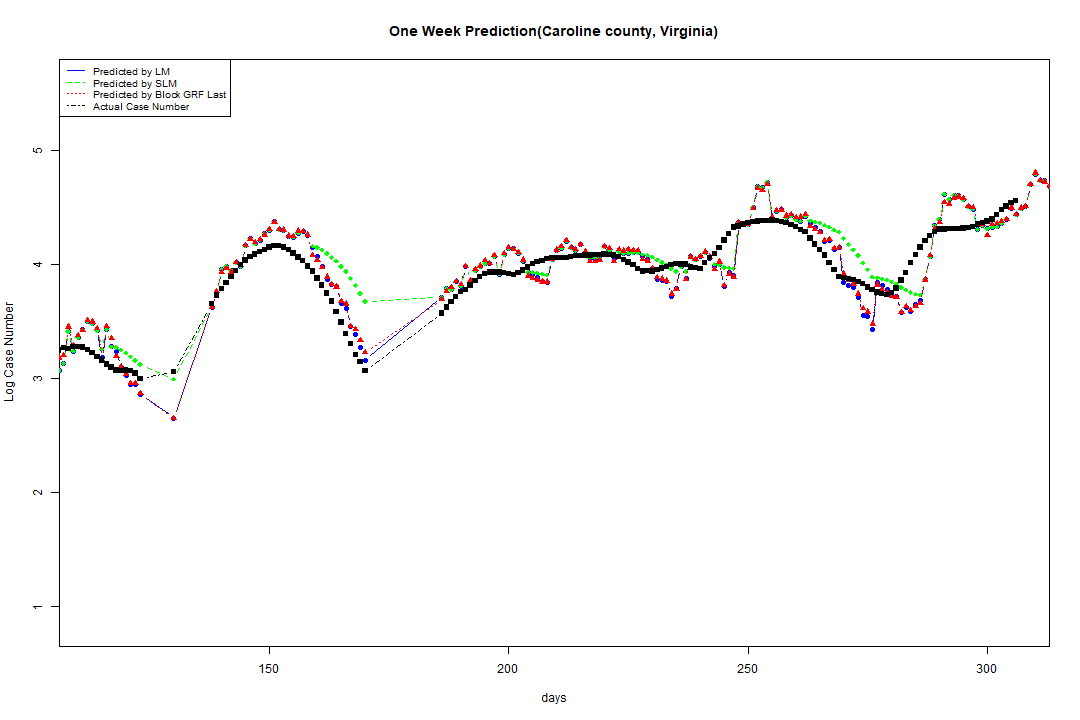 One Week Prediction(Caroline county, Virginia)
Predicted by LM
Predicted by SLM
Predicted by Block GRF Last
Actual Case Number
5
4
3
2
1
Log Case Number
150 200 250 300
days